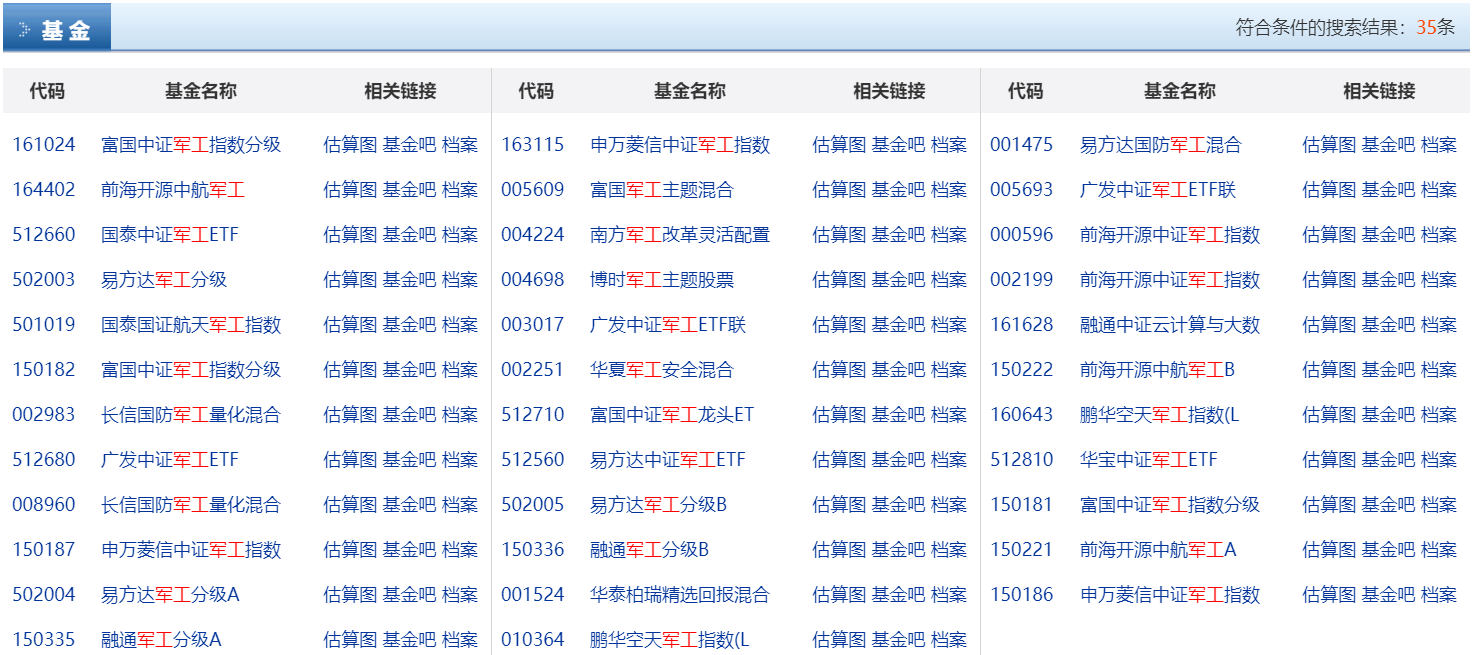 基金 符合条件的搜索结果：35条
代码 基金名称 相关链接 代码 基金名称 相关链接 代码 基金名称 相关链接
161024 富国中证军工指数分级 估算图 基金吧 档案 163115 申万菱信中证军工指数 估算图 基金吧 档案 001475 易方达国防军工混合 估算图 基金吧 档案
164402 前海开源中航军工 估算图 基金吧 档案 005609 富国军工主题混合 估算图 基金吧 档案 005693 广发中证军工ETF联 估算图 基金吧 档案
512660 国泰中证军工ETF 估算图 基金吧 档案 004224 南方军工改革灵活配置 估算图 基金吧 档案 000596 前海开源中证军工指数 估算图 基金吧 档案
502003 易方达军工分级 估算图 基金吧 档案 004698 博时军工主题股票 估算图 基金吧 档案 002199 前海开源中证军工指数 估算图 基金吧 档案
501019 国泰国证航天军工指数 估算图 基金吧 档案 003017 广发中证军工ETF联 估算图 基金吧 档案 161628 融通中证云计算与大数 估算图 基金吧 档案
150182 富国中证军工指数分级 估算图 基金吧 档案 002251 华夏军工安全混合 估算图 基金吧 档案 150222 前海开源中航军工B 估算图 基金吧 档案
002983 长信国防军工量化混合 估算图 基金吧 档案 512710 富国中证军工龙头ET 估算图 基金吧 档案 160643 鹏华空天军工指数(L 估算图 基金吧 档案
512680 广发中证军工ETF 估算图 基金吧 档案 512560 易方达中证军工ETF 估算图 基金吧 档案 512810 华宝中证军工ETF 估算图 基金吧 档案
008960 长信国防军工量化混合 估算图 基金吧 档案 502005 易方达军工分级B 估算图 基金吧 档案 150181 富国中证军工指数分级 估算图 基金吧 档案
150187 申万菱信中证军工指数 估算图 基金吧 档案 150336 融通军工分级B 估算图 基金吧 档案 150221 前海开源中航军工A 估算图 基金吧 档案
502004 易方达军工分级A 估算图 基金吧 档案 001524 华泰柏瑞精选回报混合 估算图 基金吧 档案 150186 申万菱信中证军工指数 估算图 基金吧 档案
150335 融通军工分级A 估算图 基金吧 档案 010364 鹏华空天军工指数(L 估算图 基金吧 档案